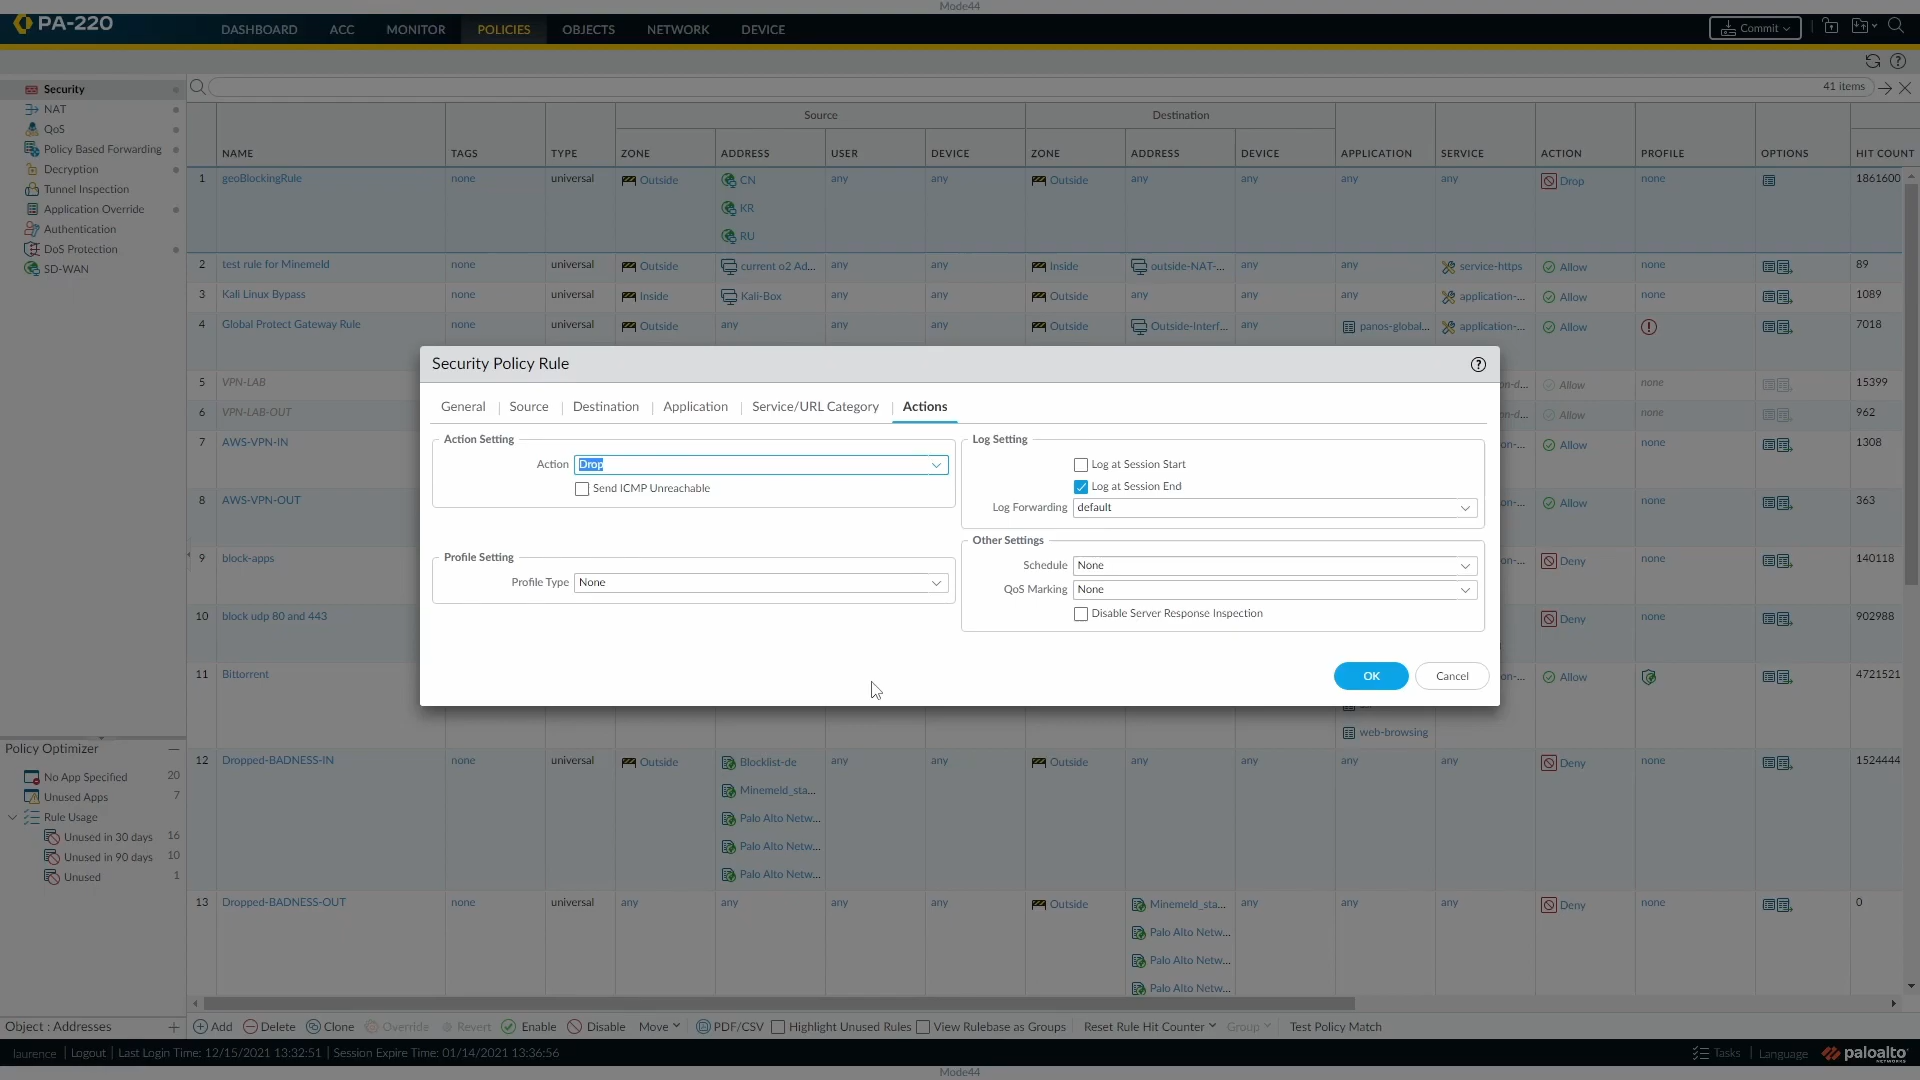 Mode44
PA-220
DASHBOARD ACC MONITOR POLICIES OBJECTS NETWORK DEVICE
Commit
Security
NAT
QoS
Policy Based Forwarding
Decryption
Tunnel Inspection
Application Override
Authentication
DoS Protection
SD-WAN
41 items
Source Destination
NAME TAGS TYPE ZONE ADDRESS USER DEVICE ZONE ADDRESS DEVICE APPLICATION SERVICE ACTION PROFILE OPTIONS HIT COUNT
1 geoBlockingRule none universal Outside CN any any Outside any any any any Drop none 1861600
KR
RU
2 test rule for Minemeld none universal Outside current o2 Ad... any any Inside outside-NAT-... any any service-https Allow none 89
3 Kali Linux Bypass none universal Inside Kali-Box any any Outside any any any application-... Allow none 1089
4 Global Protect Gateway Rule none universal Outside any any any Outside Outside-Interf... any panos-global... application-... Allow 7018
5 VPN-LAB on-d... Allow none 15399
6 VPN-LAB-OUT on-d... Allow none 962
7 AWS-VPN-IN on-... Allow none 1308
8 AWS-VPN-OUT on-... Allow none 363
9 block-apps on-... Deny none 140118
10 block udp 80 and 443 Deny none 902988
11 Bittorrent on-... Allow 4721521
web-browsing
12 Dropped-BADNESS-IN none universal Outside Blocklist-de any any Outside any any any any Deny none 1524444
Minemeld_sta...
Palo Alto Netw...
Palo Alto Netw...
Palo Alto Netw...
13 Dropped-BADNESS-OUT none universal any any any any Outside Minemeld_sta... any any any Deny none 0
Palo Alto Netw...
Palo Alto Netw...
Palo Alto Netw...
Security Policy Rule
General Source Destination Application Service/URL Category Actions
Action Setting
Action Drop
Send ICMP Unreachable
Profile Setting
Profile Type None
Log Setting
Log at Session Start
Log at Session End
Log Forwarding default
Other Settings
Schedule None
QoS Marking None
Disable Server Response Inspection
OK Cancel
Policy Optimizer
No App Specified 20
Unused Apps 7
Rule Usage
Unused in 30 days 16
Unused in 90 days 10
Unused 1
Object : Addresses
Add Delete Clone Override Revert Enable Disable Move PDF/CSV Highlight Unused Rules View Rulebase as Groups Reset Rule Hit Counter Group Test Policy Match
laurence | Logout | Last Login Time: 12/15/2021 13:32:51 | Session Expire Time: 01/14/2021 13:36:56
Tasks | Language paloalto NETWORKS
Mode44